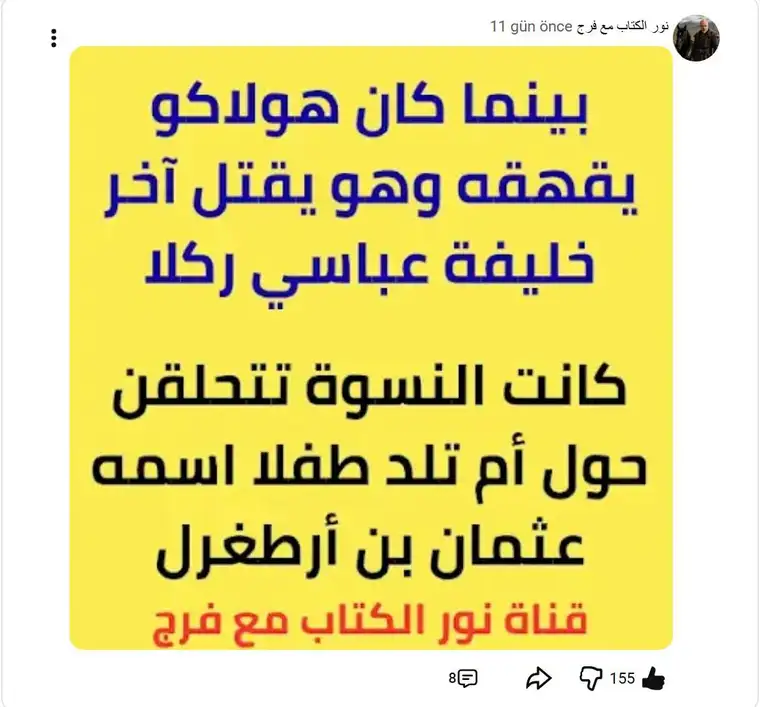 نور الكتاب مع فرج 11 gün önce
بينما كان هولاكو
يقهقه وهو يقتل آخر
خليفة عباسي ركلا
كانت النسوة تتحلقن
حول أم تلد طفلا اسمه
عثمان بن أرطغرل
قناة نور الكتاب مع فرج
155
8